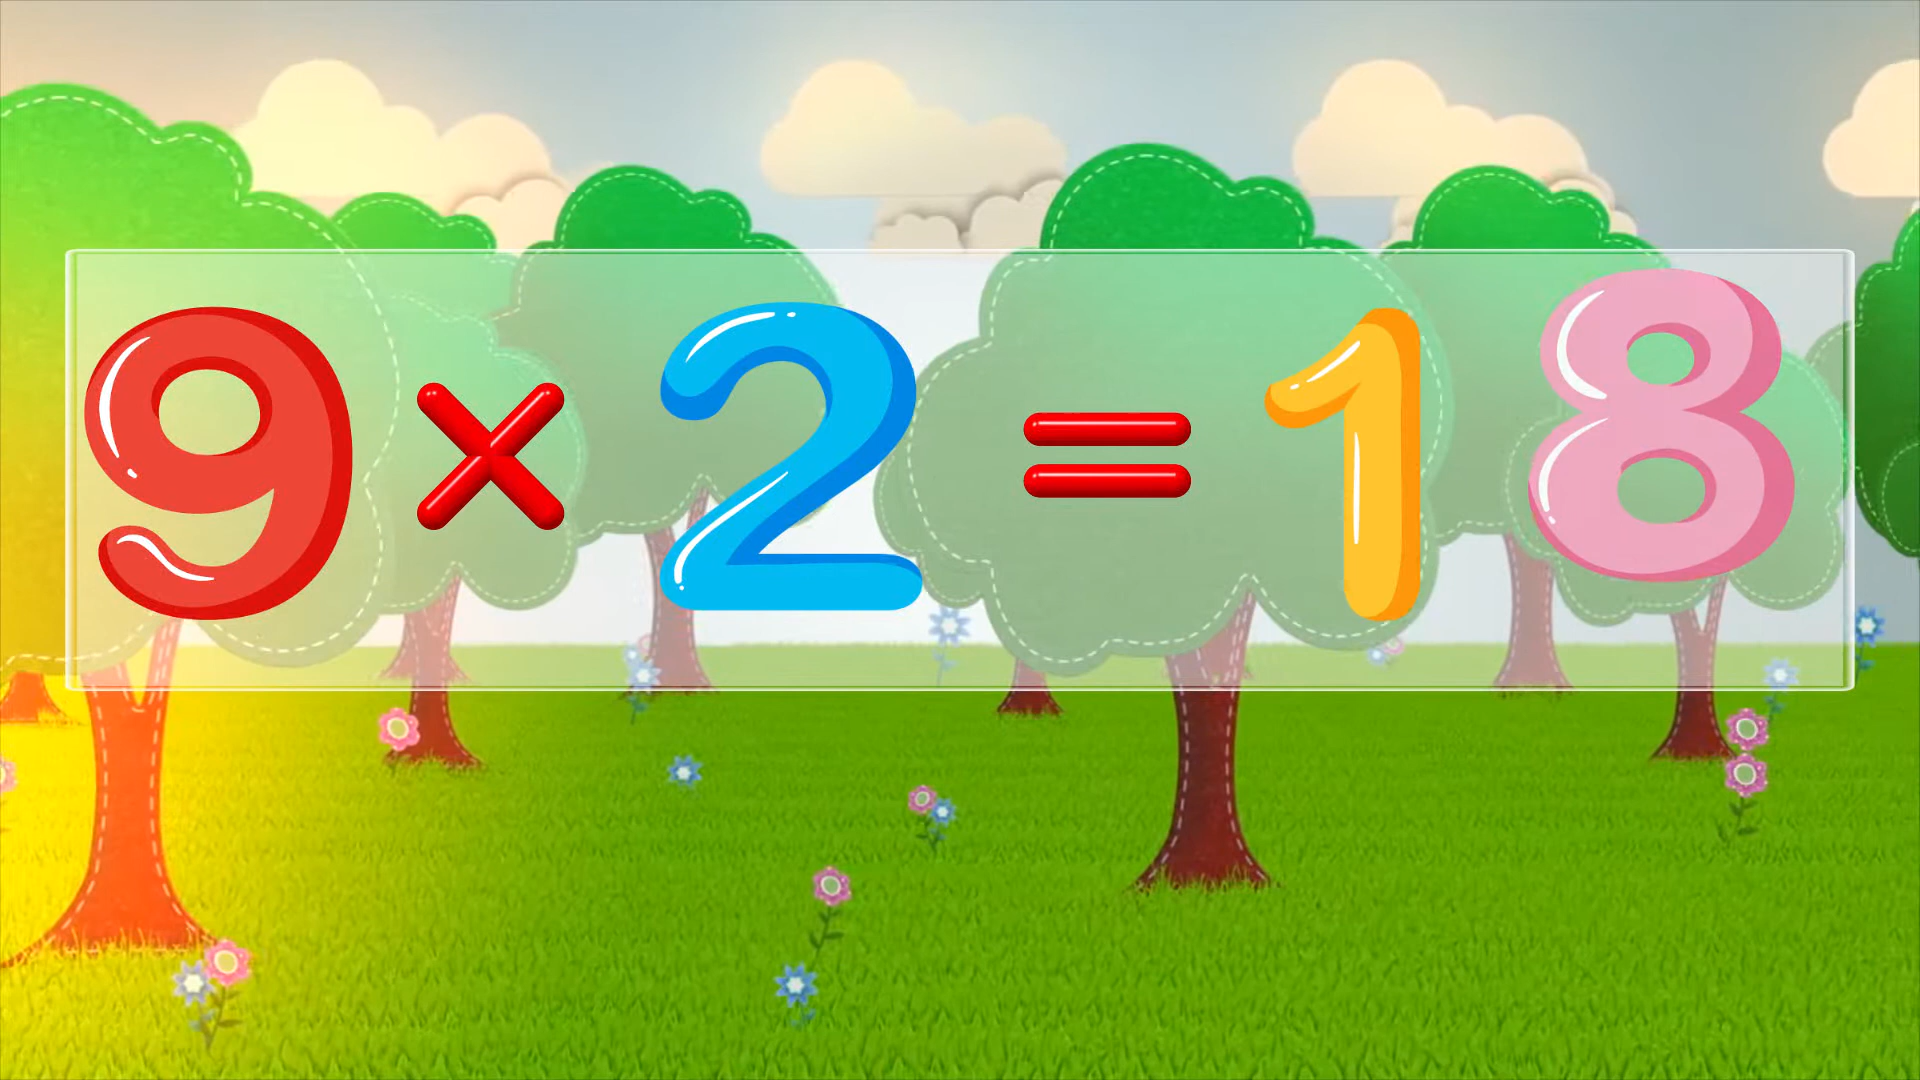 9 × 2 = 18